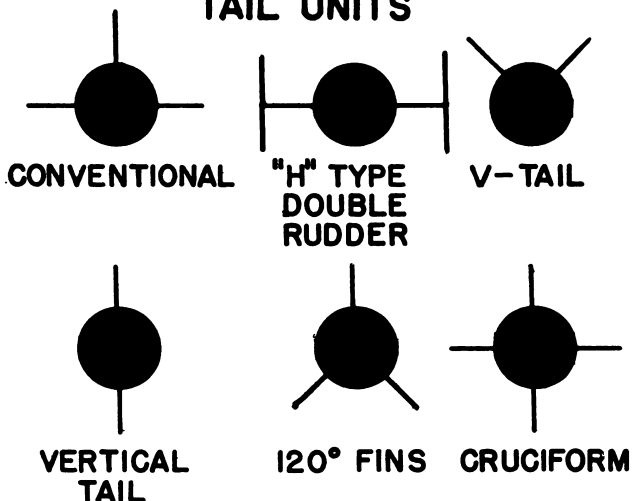 TAIL UNITS
CONVENTIONAL
"H" TYPE
DOUBLE
RUDDER
V-TAIL
VERTICAL
TAIL
120° FINS
CRUCIFORM